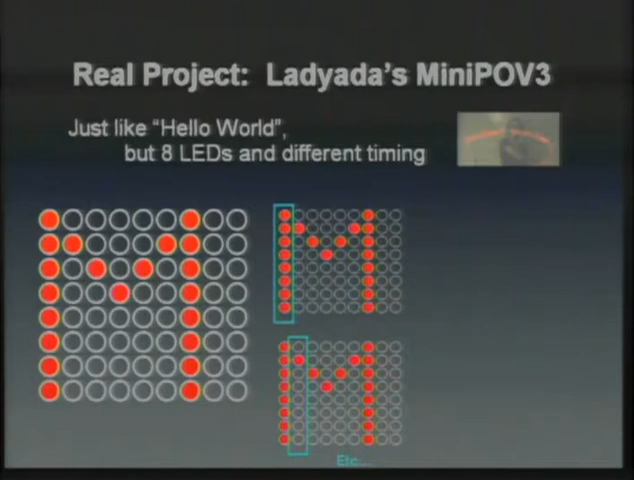 Real Project: Ladyada's MiniPOV3
Just like "Hello World",
but 8 LEDs and different timing
Etc...